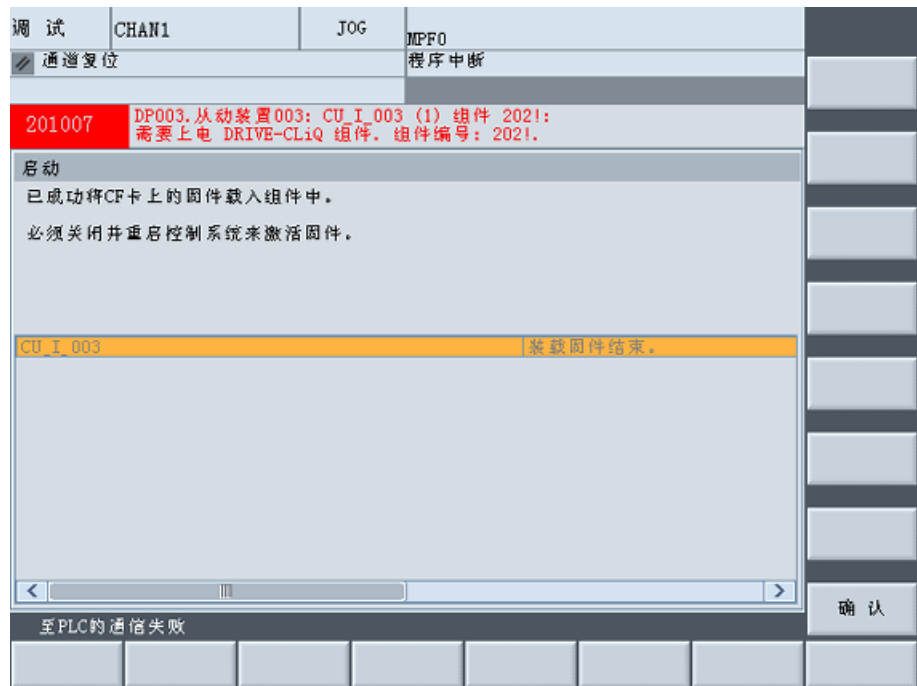 调 试 CHAN1 JOG MPF0
通道复位 程序中断
201007 DP003.从动装置003: CU_I_003 (1) 组件 202!:
需要上电 DRIVE-CLiQ 组件. 组件编号: 202!.
启动
已成功将CF卡上的固件载入组件中.
必须关闭并重启控制系统来激活固件.
CU_I_003 装载固件结束.
确 认
至PLC的通信失败